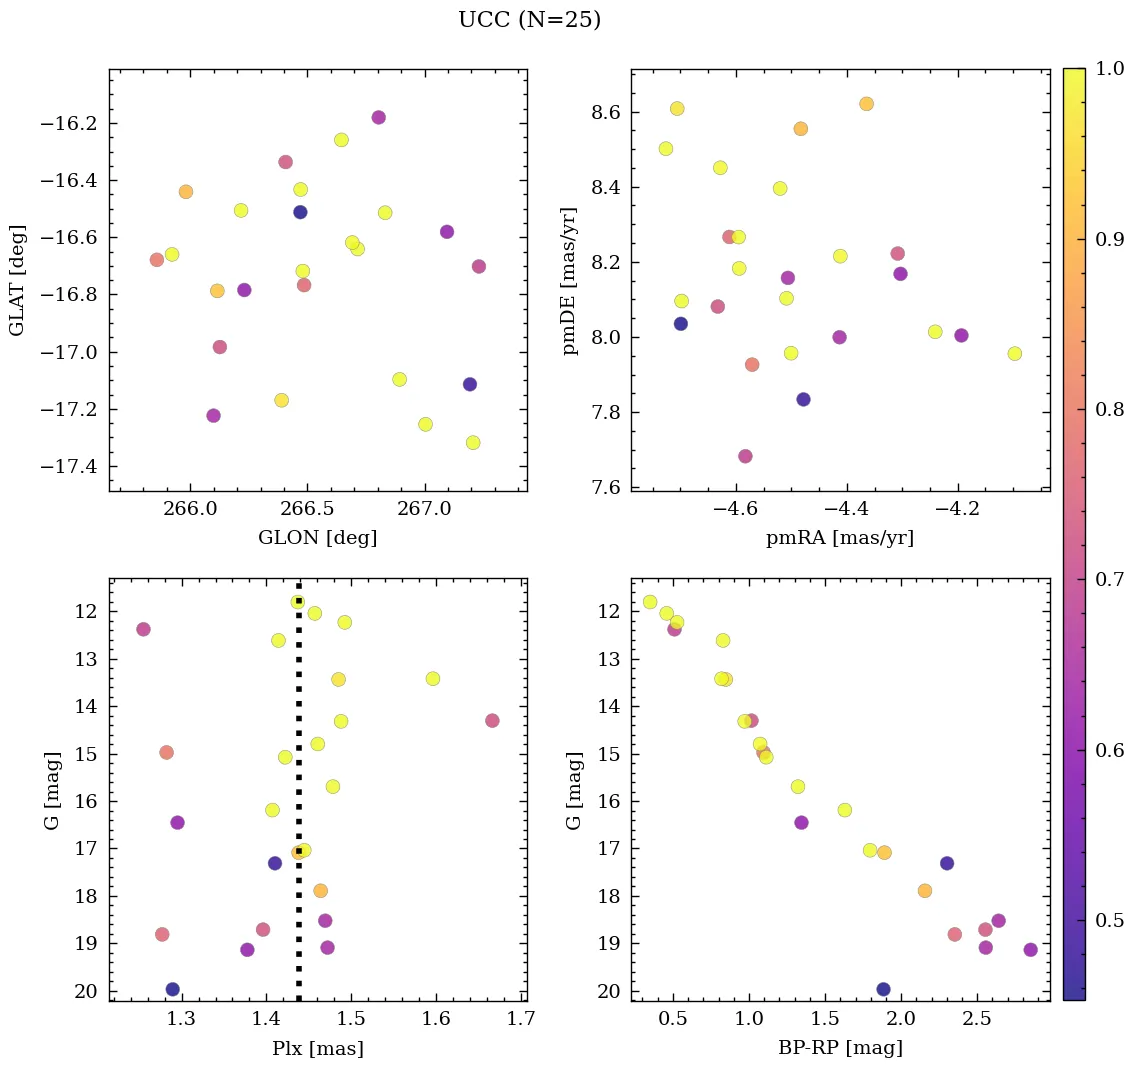 UCC (N=25)
−16.2
−16.4
−16.6
−16.8
−17.0
−17.2
−17.4
GLAT [deg]
266.0 266.5 267.0
GLON [deg]
8.6
8.4
8.2
8.0
7.8
7.6
pmDE [mas/yr]
−4.6 −4.4 −4.2
pmRA [mas/yr]
1.0
0.9
0.8
0.7
0.6
0.5
12
13
14
15
16
17
18
19
20
G [mag]
1.3 1.4 1.5 1.6 1.7
Plx [mas]
12
13
14
15
16
17
18
19
20
G [mag]
0.5 1.0 1.5 2.0 2.5
BP-RP [mag]